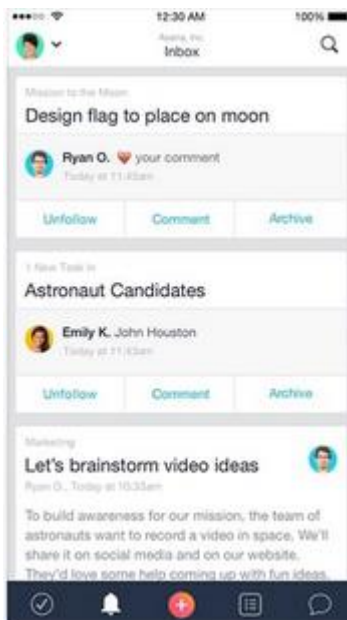 12:30 AM
100%
Asana, Inc.
Inbox
Mission to the Moon
Design flag to place on moon
Ryan O. ❤️ your comment
Today at 11:43am
Unfollow
Comment
Archive
1 New Task in
Astronaut Candidates
Emily K. John Houston
Today at 11:43am
Unfollow
Comment
Archive
Marketing
Let's brainstorm video ideas
Ryan O., Today at 10:33am
To build awareness for our mission, the team of
astronauts want to record a video in space. We'll
share it on social media and on our website.
They'd love some help coming up with fun ideas.